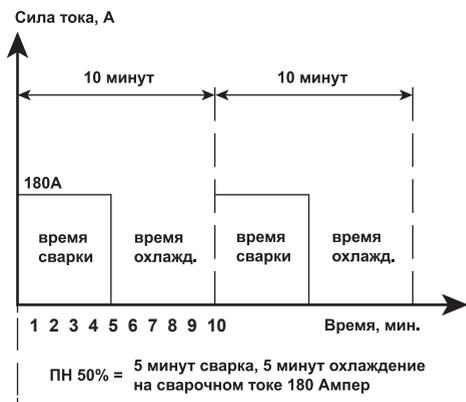 Сила тока, А
10 минут 10 минут
180А
время время время время
сварки охлажд. сварки охлажд.
1 2 3 4 5 6 7 8 9 10 Время, мин.
ПН 50% = 5 минут сварка, 5 минут охлаждение
на сварочном токе 180 Ампер